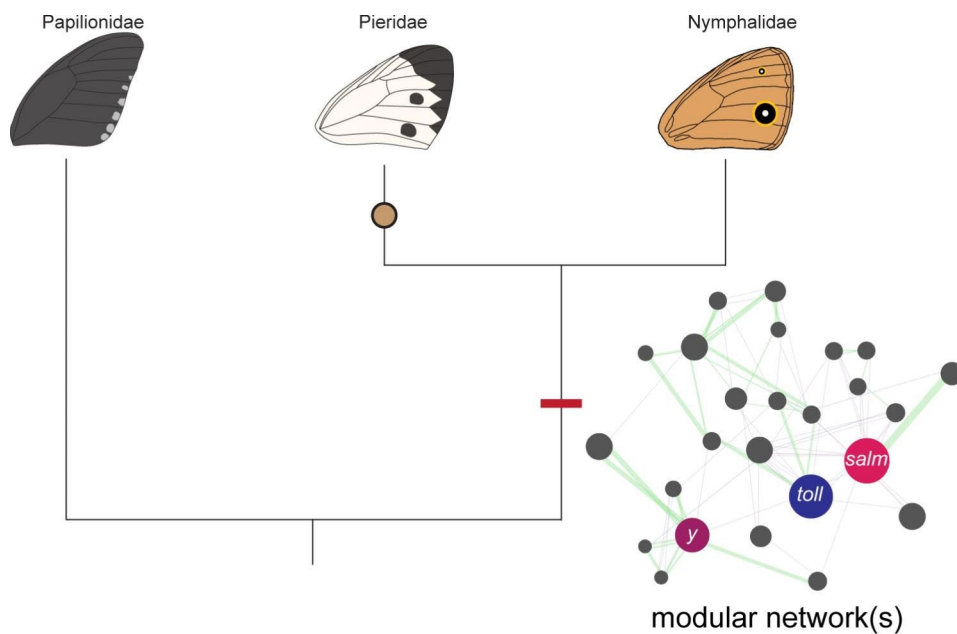 Papilionidae
Pieridae
Nymphalidae
salm
toll
y
modular network(s)